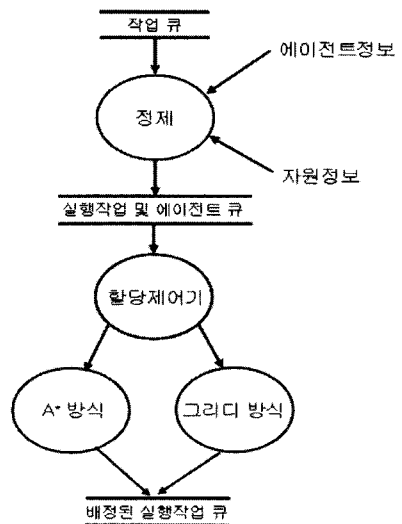 작업 큐
에이전트정보
정제
자원정보
실행작업 및 에이전트 큐
할당제어기
A* 방식
그리디 방식
배정된 실행작업 큐